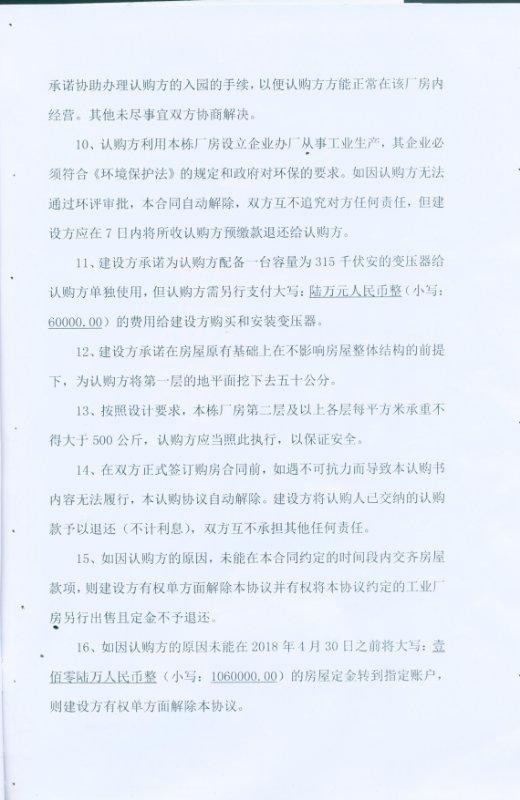 承诺协助办理认购方的入园的手续，以便认购方方能正常在该厂房内
经营。其他未尽事宜双方协商解决。
10、认购方利用本栋厂房设立企业办厂从事工业生产，其企业必
须符合《环境保护法》的规定和政府对环保的要求。如因认购方无法
通过环评审批，本合同自动解除，双方互不追究对方任何责任，但建
设方应在 7 日内将所收认购方预缴款退还给认购方。
11、建设方承诺为认购方配备一台容量为 315 千伏安的变压器给
认购方单独使用，但认购方需另行支付大写：陆万元人民币整（小写：
60000.00）的费用给建设方购买和安装变压器。
12、建设方承诺在房屋原有基础上在不影响房屋整体结构的前提
下，为认购方将第一层的地平面挖下去五十公分。
13、按照设计要求，本栋厂房第二层及以上各层每平方米承重不
得大于 500 公斤，认购方应当照此执行，以保证安全。
14、在双方正式签订购房合同前，如遇不可抗力而导致本认购书
内容无法履行，本认购协议自动解除。建设方将认购人已交纳的认购
款予以退还（不计利息），双方互不承担其他任何责任。
15、如因认购方的原因，未能在本合同约定的时间段内交齐房屋
款项，则建设方有权单方面解除本协议并有权将本协议约定的工业厂
房另行出售且定金不予退还。
16、如因认购方的原因未能在 2018 年 4 月 30 日之前将大写：壹
佰零陆万人民币整（小写：1060000.00）的房屋定金转到指定账户，
则建设方有权单方面解除本协议。